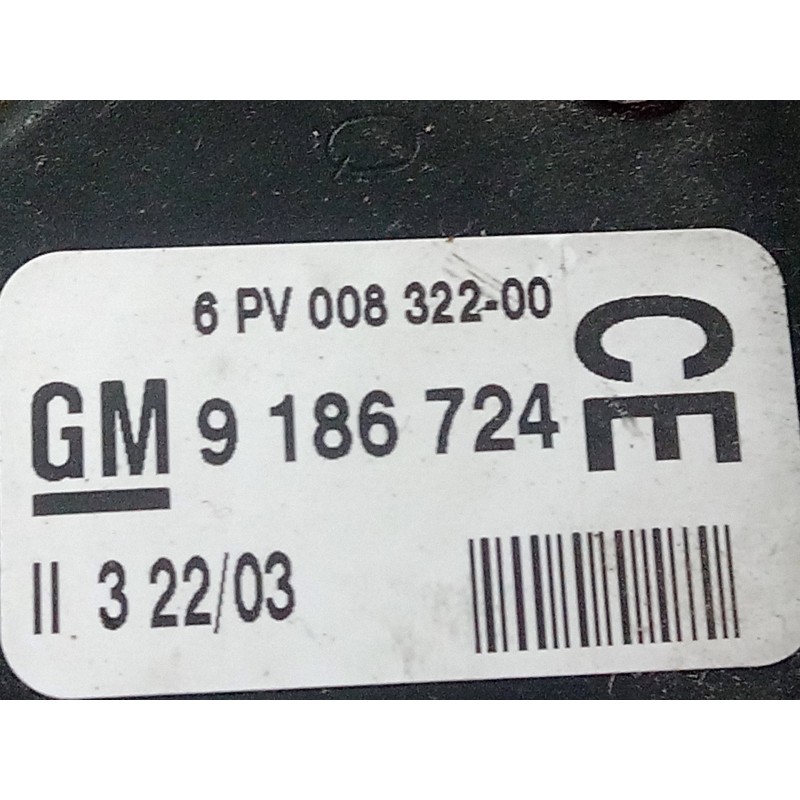 6 PV 008 322-00
GM 9 186 724
CE
II 3 22/03